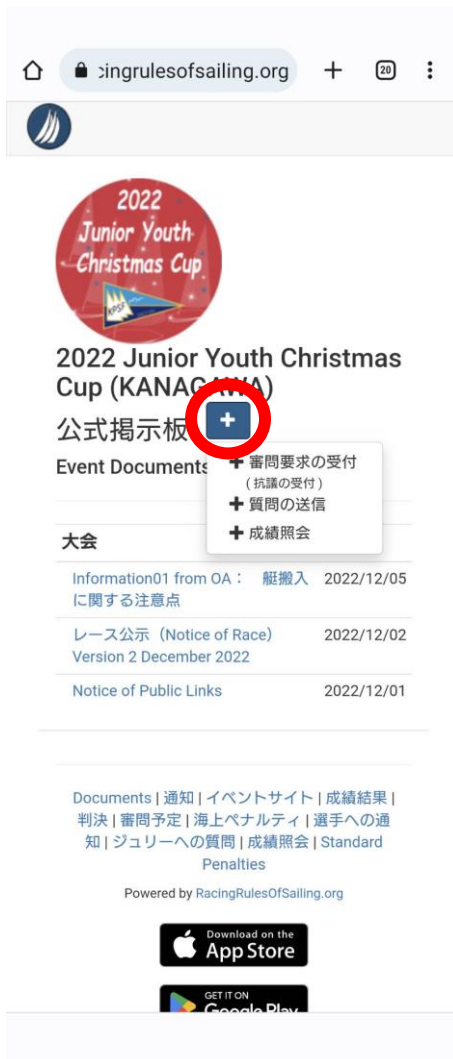 cingrulesofsailing.org
20
2022
Junior Youth
Christmas Cup
KPSF
2022 Junior Youth Christmas
Cup (KANAGAWA)
公式掲示板
Event Documents
+ 審問要求の受付
(抗議の受付)
+ 質問の送信
+ 成績照会
大会
Information01 from OA: 艇搬入 2022/12/05
に関する注意点
レース公示（Notice of Race） 2022/12/02
Version 2 December 2022
Notice of Public Links 2022/12/01
Documents | 通知 | イベントサイト | 成績結果 |
判決 | 審問予定 | 海上ペナルティ | 選手への通
知 | ジュリーへの質問 | 成績照会 | Standard
Penalties
Powered by RacingRulesOfSailing.org
Download on the
App Store
GET IT ON
Google Play